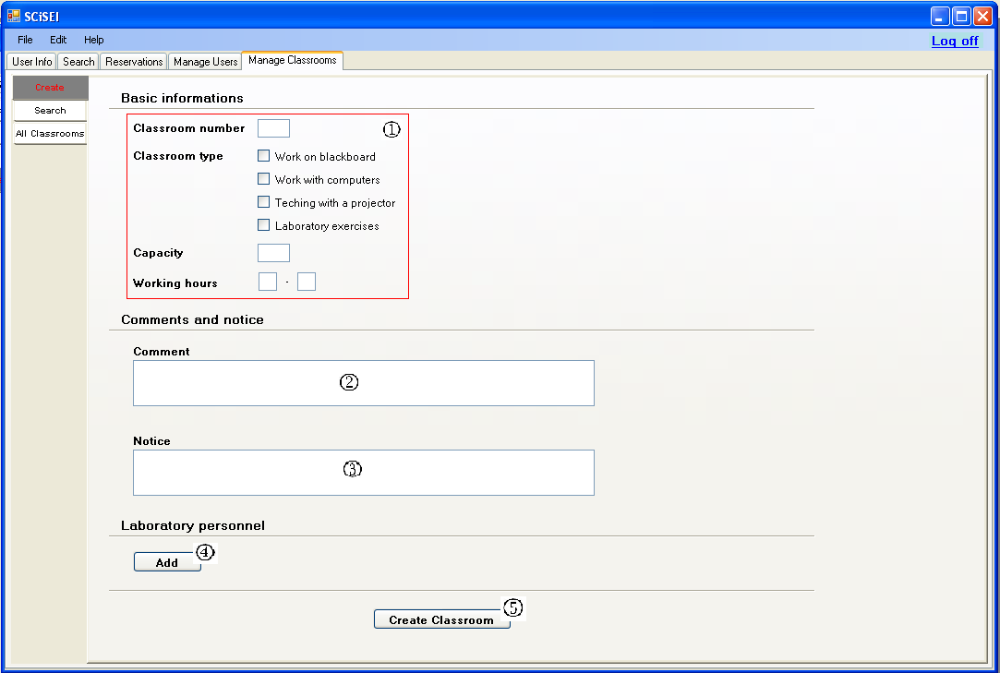 SCiSEI
File Edit Help
Log off
User Info Search Reservations Manage Users Manage Classrooms
Create
Search
All Classrooms
Basic informations
Classroom number ①
Classroom type Work on blackboard
Work with computers
Teching with a projector
Laboratory exercises
Capacity
Working hours -
Comments and notice
Comment
②
Notice
③
Laboratory personnel
Add ④
Create Classroom ⑤